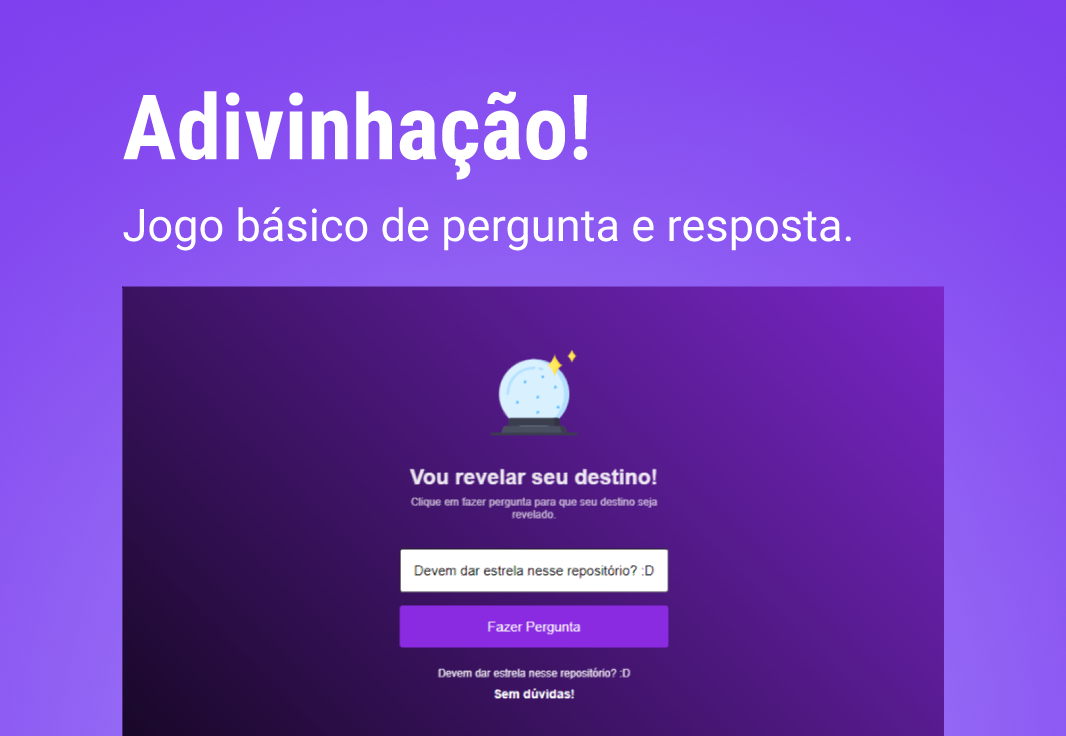 Adivinhação!
Jogo básico de pergunta e resposta.
Vou revelar seu destino!
Clique em fazer pergunta para que seu destino seja
revelado.
Devem dar estrela nesse repositório? :D
Fazer Pergunta
Devem dar estrela nesse repositório? :D
Sem dúvidas!